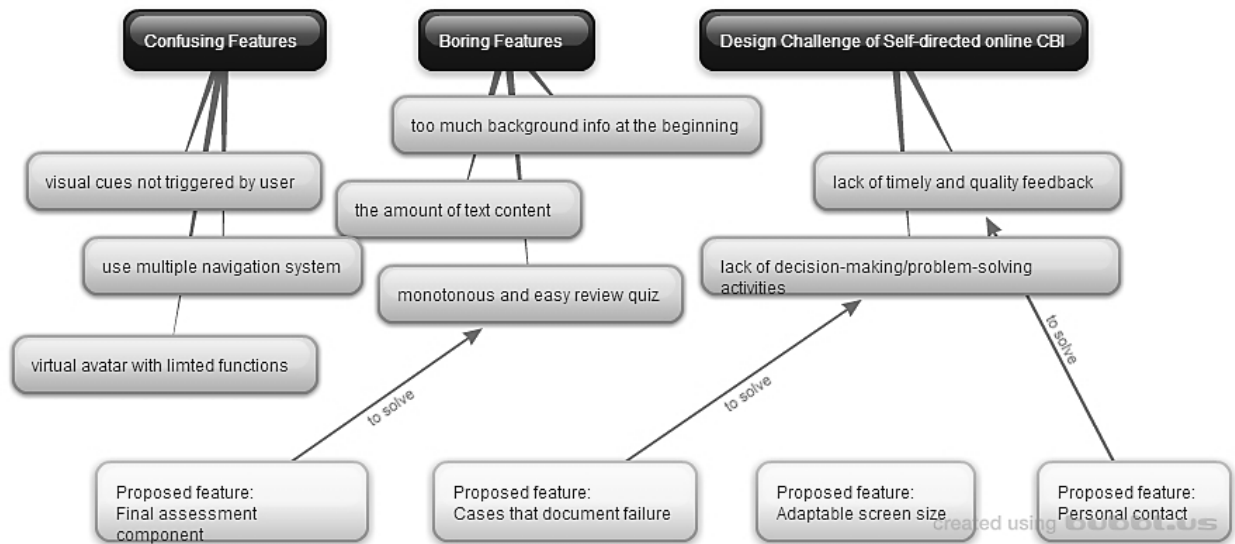 Confusing Features
Boring Features
Design Challenge of Self-directed online CBI
too much background info at the beginning
visual cues not triggered by user
lack of timely and quality feedback
the amount of text content
use multiple navigation system
lack of decision-making/problem-solving
activities
monotonous and easy review quiz
virtual avatar with limted functions
to solve
to solve
to solve
Proposed feature:
Final assessment
component
Proposed feature:
Cases that document failure
Proposed feature:
Adaptable screen size
Proposed feature:
Personal contact
created using bubbl.us